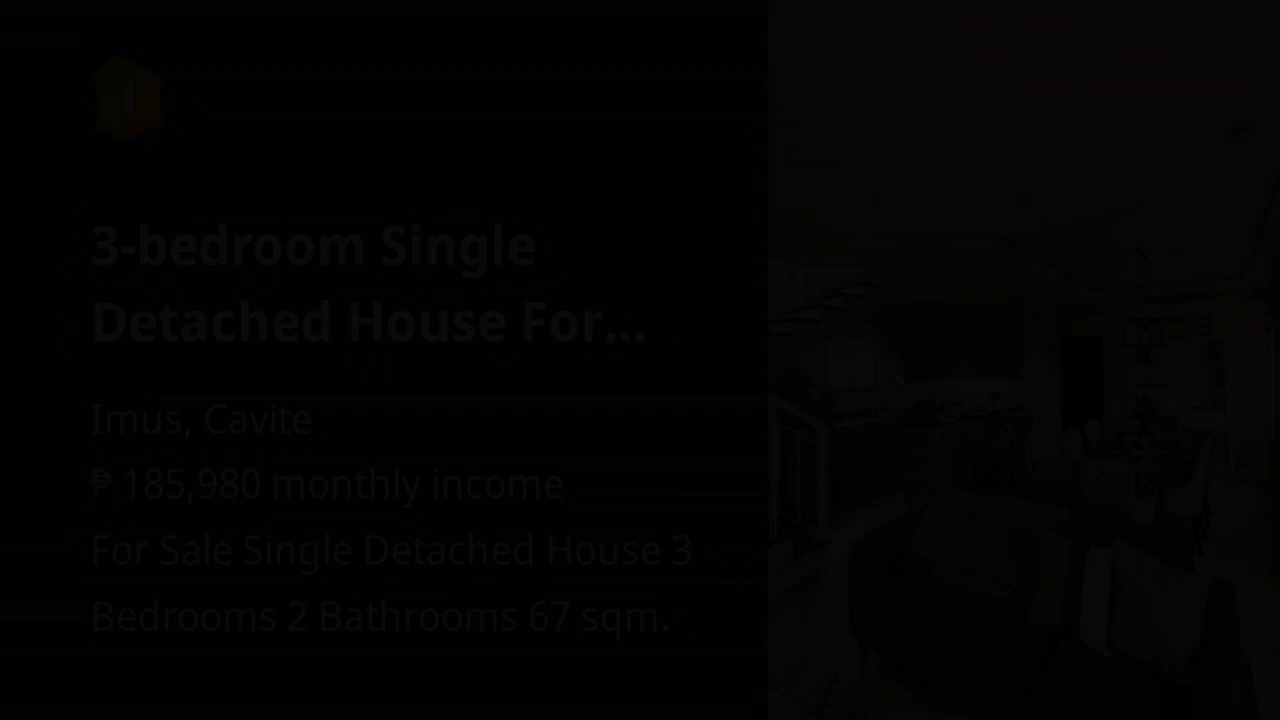 3-bedroom Single
Detached House For...
Imus, Cavite
₱ 185,980 monthly income
For Sale Single Detached House 3
Bedrooms 2 Bathrooms 67 sqm.